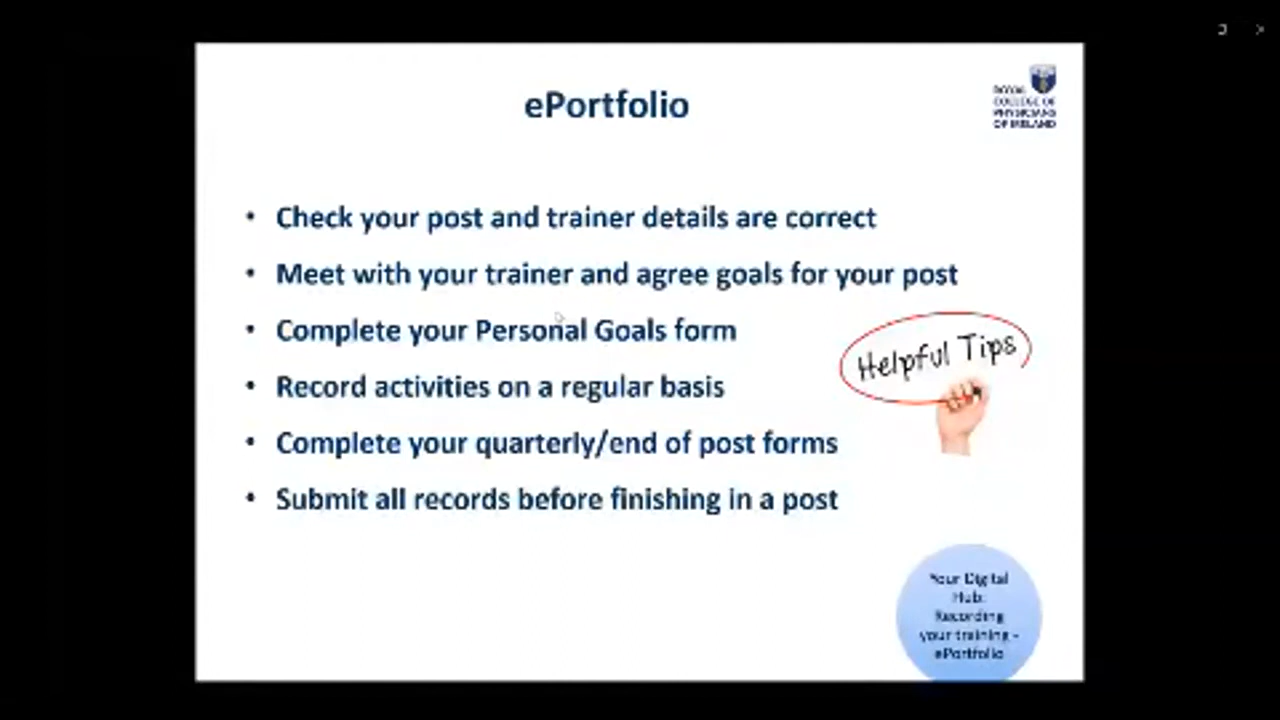 ePortfolio
ROYAL
COLLEGE OF
PHYSICIANS
OF IRELAND
• Check your post and trainer details are correct
• Meet with your trainer and agree goals for your post
• Complete your Personal Goals form
• Record activities on a regular basis
• Complete your quarterly/end of post forms
• Submit all records before finishing in a post
Helpful Tips
Your Digital
Hub:
Recording
your training -
ePortfolio